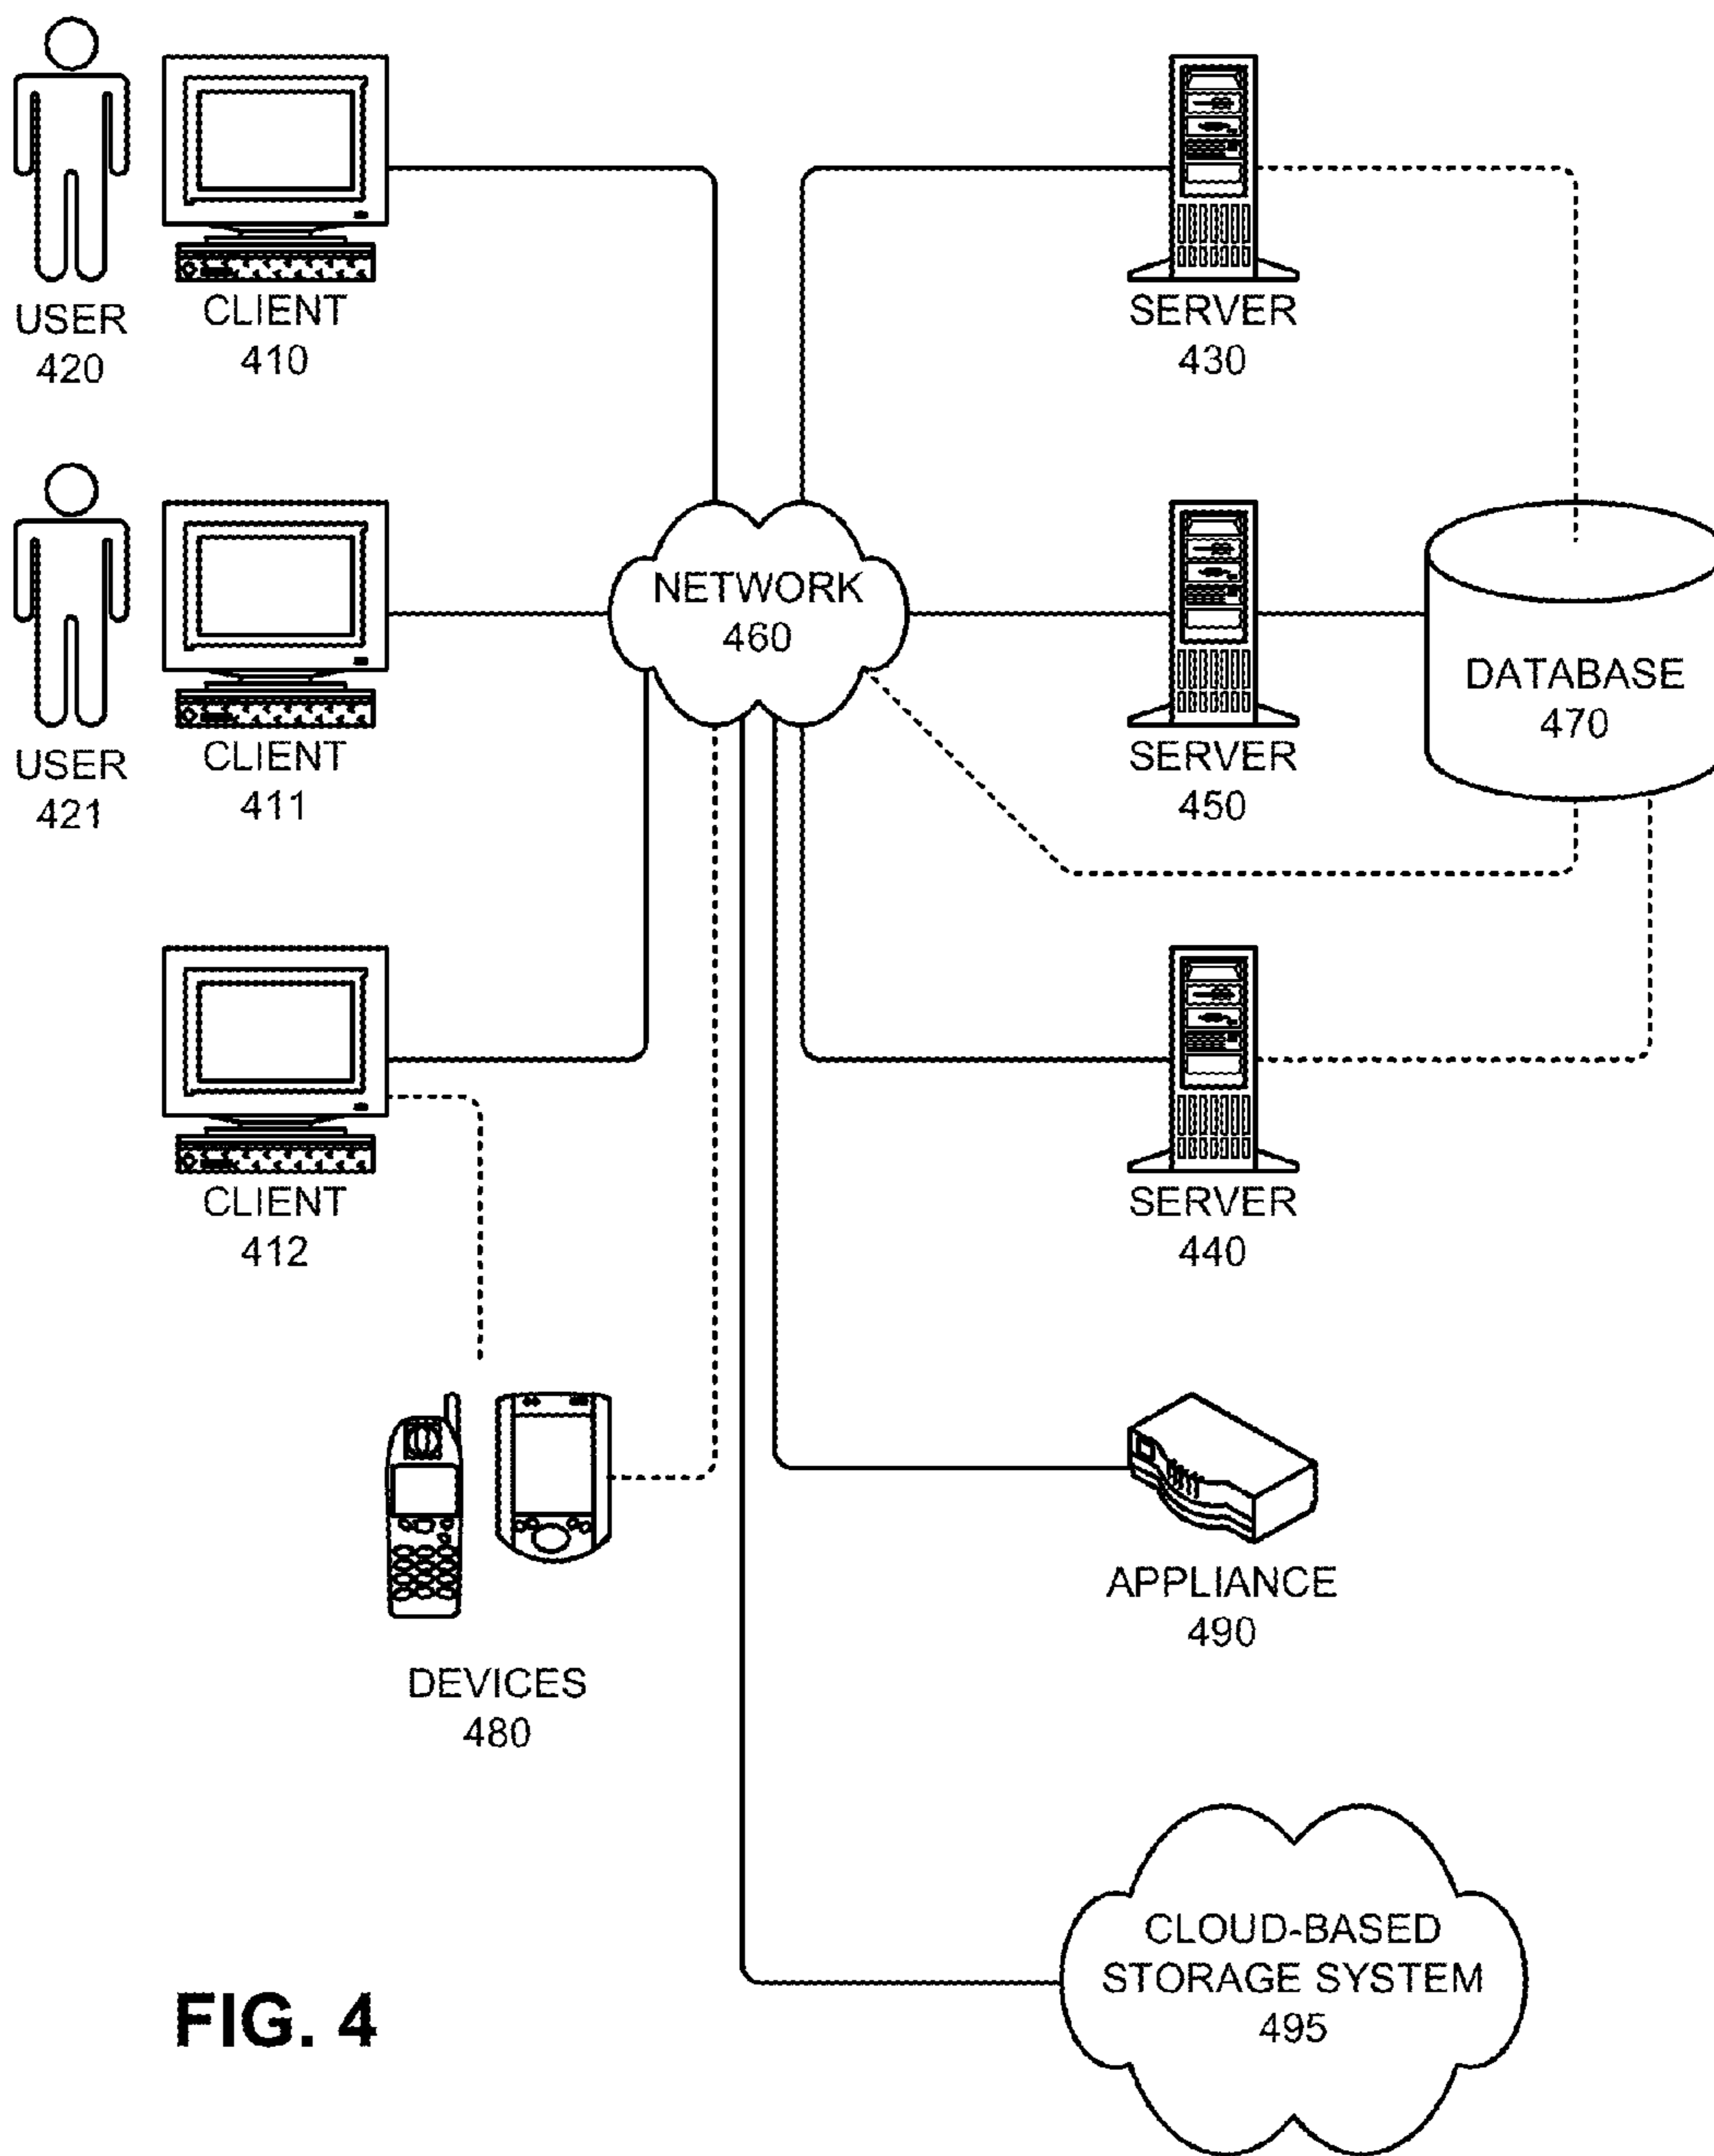 USER
420
CLIENT
410
SERVER
430
USER
421
CLIENT
411
NETWORK
460
SERVER
450
DATABASE
470
CLIENT
412
SERVER
440
DEVICES
480
APPLIANCE
490
CLOUD-BASED
STORAGE SYSTEM
495
FIG. 4